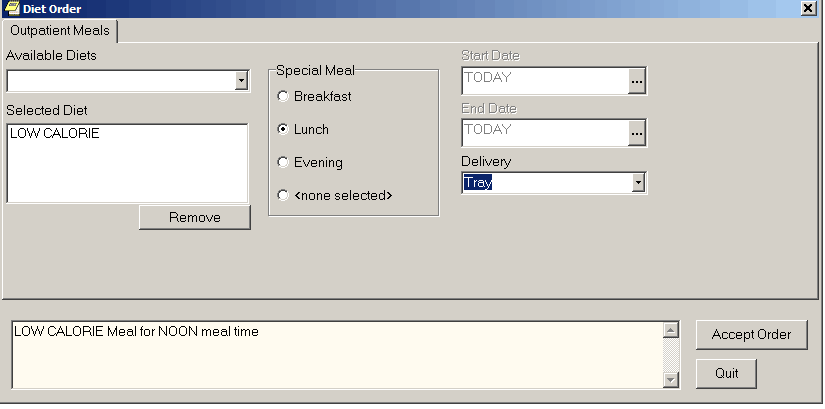 Diet Order
Outpatient Meals
Available Diets
Selected Diet
LOW CALORIE
Remove
Special Meal
Breakfast
Lunch
Evening
<none selected>
Start Date
TODAY
...
End Date
TODAY
...
Delivery
Tray
LOW CALORIE Meal for NOON meal time
Accept Order
Quit